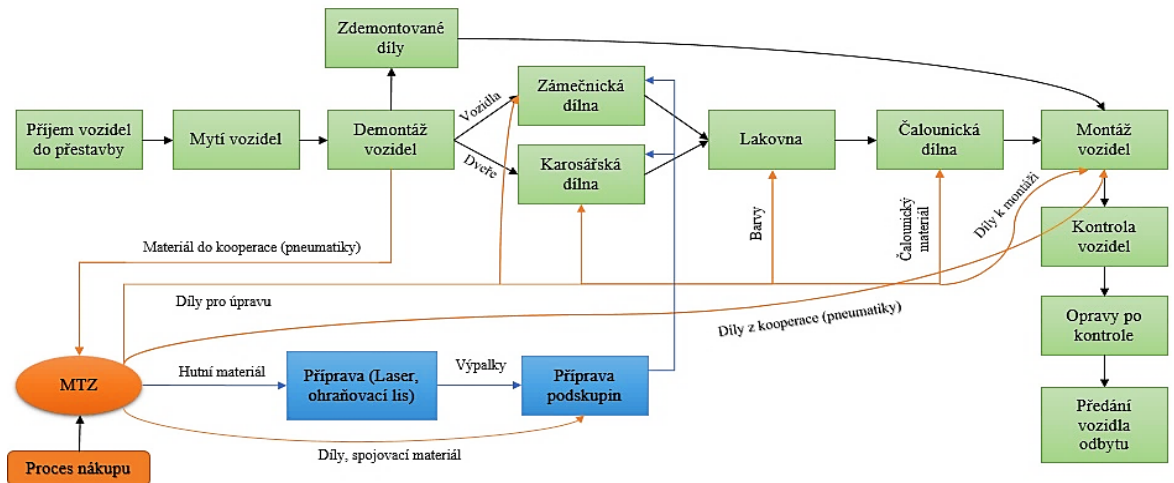 Zdemontované
díly
Příjem vozidel
do přestavby
Mytí vozidel
Demontáž
vozidel
Vozidla
Dveře
Zámečnická
dílna
Karosářská
dílna
Lakovna
Čalounická
dílna
Montáž
vozidel
Materiál do kooperace (pneumatiky)
Barvy
Čalounický
materiál
Díly k montáži
Kontrola
vozidel
Díly pro úpravu
Díly z kooperace (pneumatiky)
Opravy po
kontrole
MTZ
Hutní materiál
Příprava (Laser,
ohraňovací lis)
Výpalky
Příprava
podskupin
Předání
vozidla
odbytu
Díly, spojovací materiál
Proces nákupu